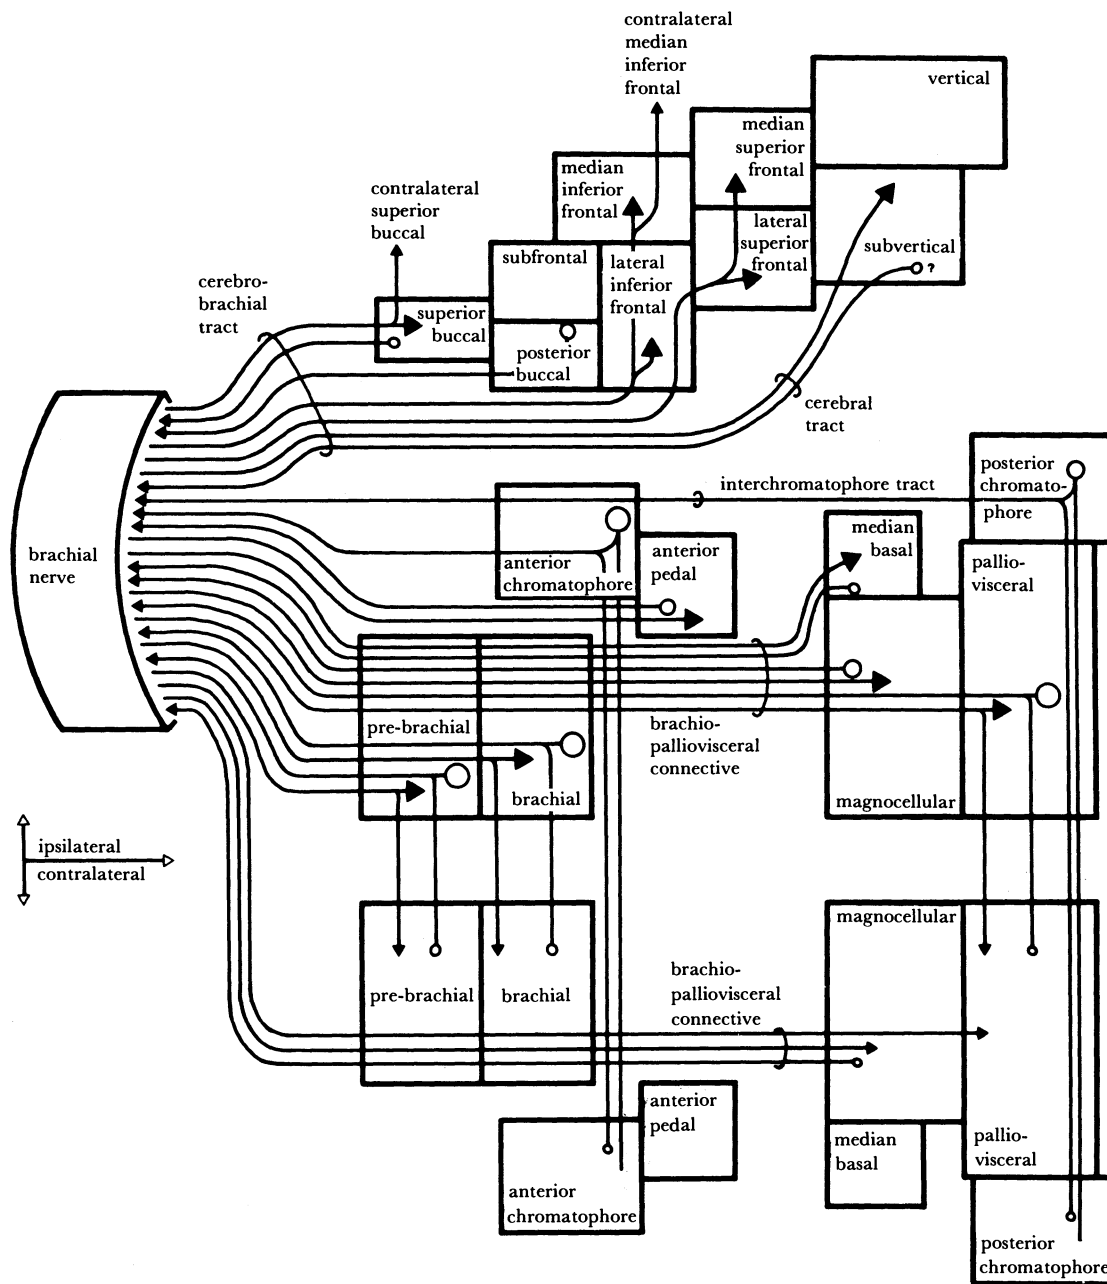 contralateral
median
inferior
frontal
vertical
median
superior
frontal
median
inferior
frontal
contralateral
superior
buccal
lateral
superior
frontal
subvertical
?
subfrontal
lateral
inferior
frontal
cerebro-
brachial
tract
superior
buccal
posterior
buccal
cerebral
tract
posterior
chromato-
phore
interchromatophore tract
median
basal
brachial
nerve
anterior
chromatophore
anterior
pedal
pallio-
visceral
pre-brachial
brachial
brachio-
palliovisceral
connective
magnocellular
ipsilateral
contralateral
magnocellular
pre-brachial
brachial
brachio-
palliovisceral
connective
anterior
pedal
median
basal
pallio-
visceral
anterior
chromatophore
posterior
chromatophore